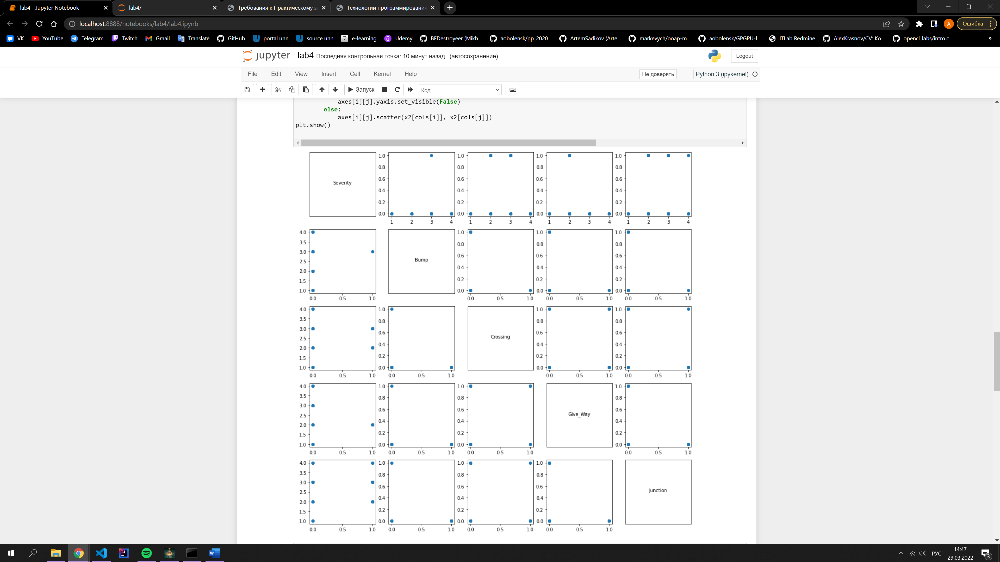 lab4 - Jupyter Notebook
lab4/
Требования к Практическому з
Технологии программирования
localhost:8888/notebooks/lab4/lab4.ipynb
A
Ошибка
VK YouTube Telegram Twitch Gmail Translate GitHub portal unn source unn e-learning Udemy BFDestroyeer (Mikh... aobolensk/pp_2020... ArtemSadikov (Arte... markevych/ooap-m... aobolensk/GPGPU-l... ITLab Redmine AlexKrasnov/CV: Ko... opencl_labs/intro.c... »
jupyter lab4 Последняя контрольная точка: 10 минут назад (автосохранение)
Logout
File Edit View Insert Cell Kernel Help
Не доверять
Python 3 (ipykernel)
Запуск
Код
axes[i][j].yaxis.set_visible(False)
else:
axes[i][j].scatter(x2[cols[i]], x2[cols[j]])
plt.show()
1.0 1.0 1.0 1.0
0.8 0.8 0.8 0.8
Severity 0.6 0.6 0.6 0.6
0.4 0.4 0.4 0.4
0.2 0.2 0.2 0.2
0.0 0.0 0.0 0.0
1 2 3 4 1 2 3 4 1 2 3 4 1 2 3 4
4.0 1.0 1.0 1.0
3.5 0.8 0.8 0.8
3.0 Bump 0.6 0.6 0.6
2.5 0.4 0.4 0.4
2.0 0.2 0.2 0.2
1.5
1.0 0.0 0.0 0.0
0.0 0.5 1.0 0.0 0.5 1.0 0.0 0.5 1.0 0.0 0.5 1.0
4.0 1.0 1.0 1.0
3.5 0.8 0.8 0.8
3.0 0.6 Crossing 0.6 0.6
2.5 0.4 0.4 0.4
2.0 0.2 0.2 0.2
1.5
1.0 0.0 0.0 0.0
0.0 0.5 1.0 0.0 0.5 1.0 0.0 0.5 1.0 0.0 0.5 1.0
4.0 1.0 1.0 1.0
3.5 0.8 0.8 0.8
3.0 0.6 0.6 Give_Way 0.6
2.5 0.4 0.4 0.4
2.0 0.2 0.2 0.2
1.5
1.0 0.0 0.0 0.0
0.0 0.5 1.0 0.0 0.5 1.0 0.0 0.5 1.0 0.0 0.5 1.0
4.0 1.0 1.0 1.0
3.5 0.8 0.8 0.8
3.0 0.6 0.6 0.6 Junction
2.5 0.4 0.4 0.4
2.0 0.2 0.2 0.2
1.5
1.0 0.0 0.0 0.0
0.0 0.5 1.0 0.0 0.5 1.0 0.0 0.5 1.0 0.0 0.5 1.0
РУС
14:47
29.03.2022
3